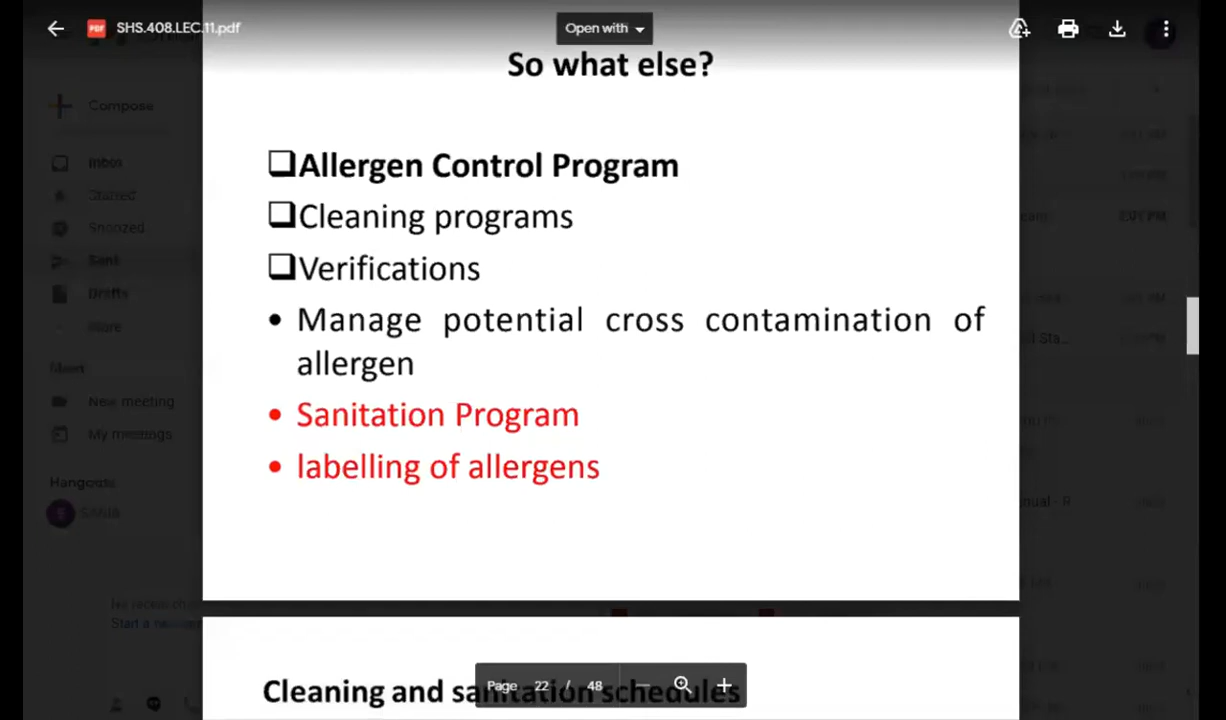 SHS.408.LEC.11.pdf
Open with
So what else?
Compose
Inbox
Starred
Snoozed
Sent
Drafts
More
Meet
New meeting
My meetings
Hangouts
❑Allergen Control Program
❑Cleaning programs
❑Verifications
• Manage potential cross contamination of
allergen
• Sanitation Program
• labelling of allergens
Start a
Cleaning and sanitation schedules
Page 22 / 48